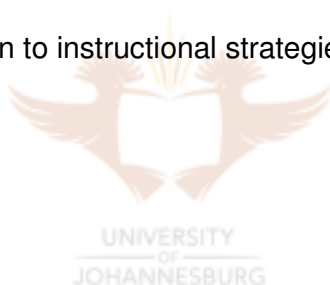 n to instructional strategie
UNIVERSITY
OF
JOHANNESBURG